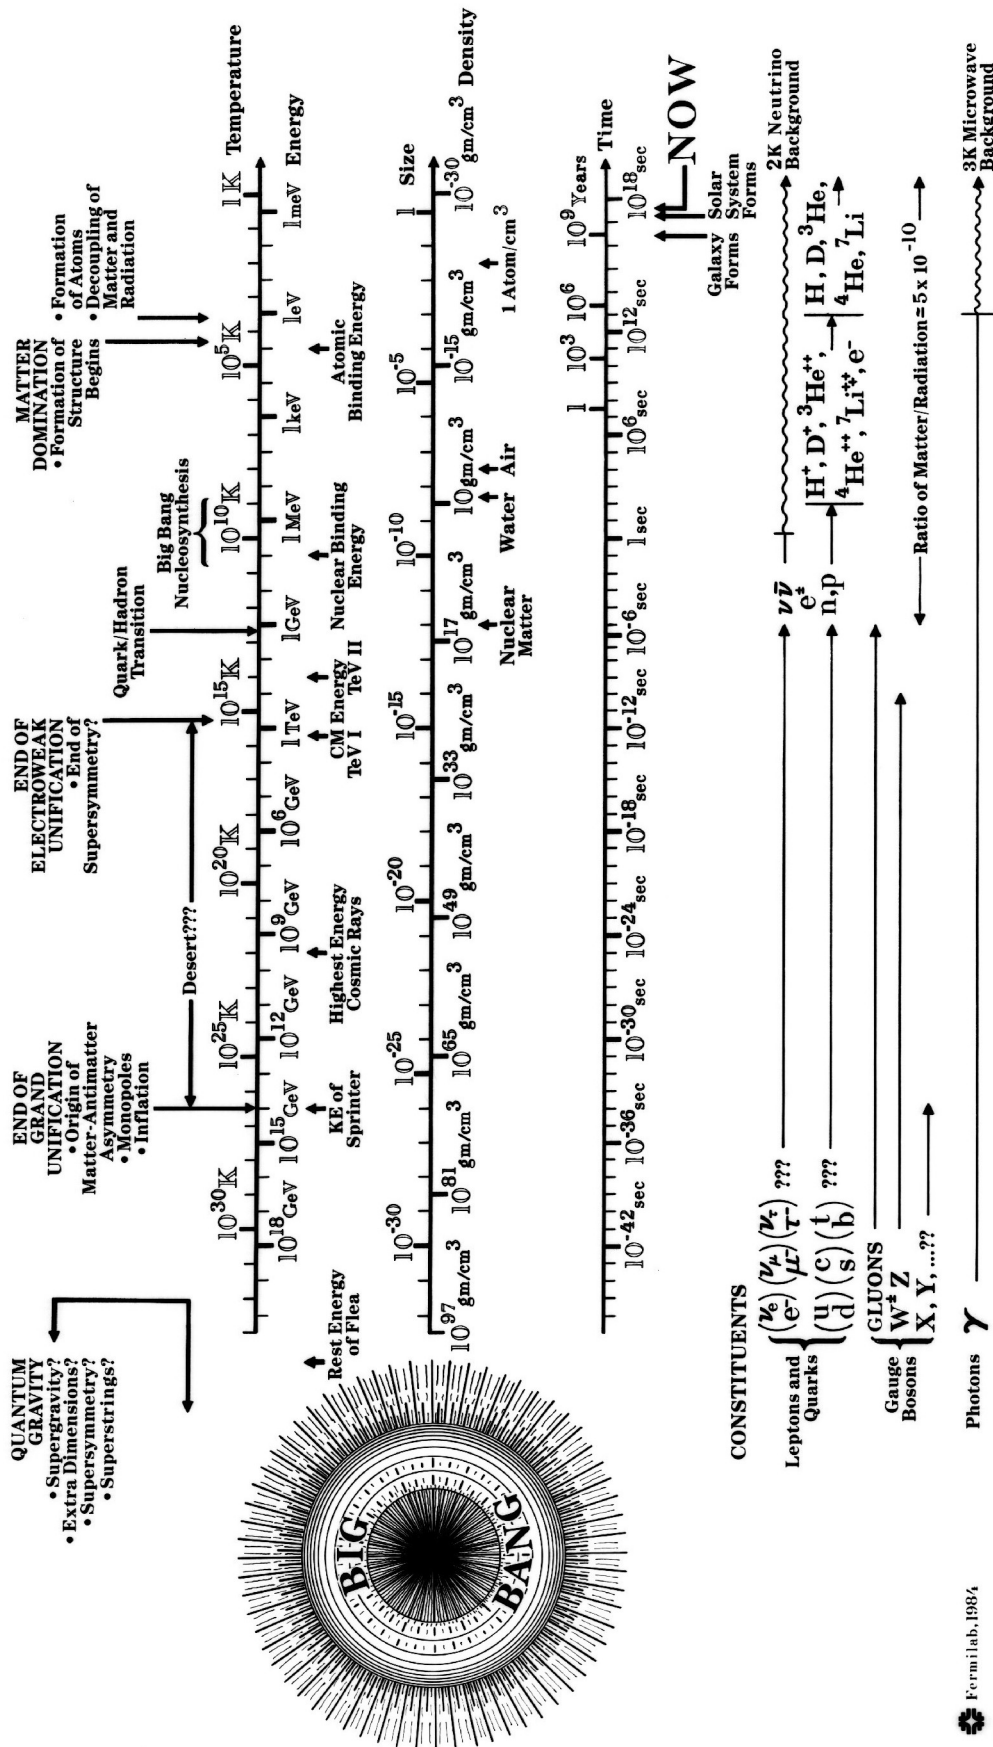 QUANTUM
GRAVITY
• Supergravity?
• Extra Dimensions?
• Supersymmetry?
• Superstrings?
END OF
GRAND
UNIFICATION
• Origin of
Matter-Antimatter
Asymmetry
• Monopoles
• Inflation
Desert???
END OF
ELECTROWEAK
UNIFICATION
• End of
Supersymmetry?
Quark/Hadron
Transition
Big Bang
Nucleosynthesis
MATTER
DOMINATION
• Formation of
Structure
Begins
• Formation
of Atoms
• Decoupling of
Matter and
Radiation
10³⁰K 10²⁵K 10²⁰K 10¹⁵K 10¹⁰K 10⁵K 1K Temperature
10¹⁸GeV 10¹⁵GeV 10¹²GeV 10⁹GeV 10⁶GeV 1TeV 1GeV 1MeV 1keV 1eV 1meV Energy
Rest Energy
of Flea
KE of
Sprinter
Highest Energy
Cosmic Rays
CM Energy
TeV I TeV II
Nuclear Binding
Energy
Atomic
Binding Energy
BIG
BANG
10⁻³⁰ 10⁻²⁵ 10⁻²⁰ 10⁻¹⁵ 10⁻¹⁰ 10⁻⁵ 1 Size
10⁹⁷gm/cm³ 10⁸¹gm/cm³ 10⁶⁵gm/cm³ 10⁴⁹gm/cm³ 10³³gm/cm³ 10¹⁷gm/cm³ 10gm/cm³ 10⁻¹⁵gm/cm³ 10⁻³⁰gm/cm³ Density
Nuclear
Matter
Water
Air
1 Atom/cm³
1 10³ 10⁶ 10⁹Years Time
10⁻⁴²sec 10⁻³⁶sec 10⁻³⁰sec 10⁻²⁴sec 10⁻¹⁸sec 10⁻¹²sec 10⁻⁶sec 1sec 10⁶sec 10¹²sec 10¹⁸sec
Galaxy
Forms
Solar
System
Forms
NOW
CONSTITUENTS
Leptons and
Quarks
(νe e⁻) (νμ μ⁻) (ντ τ⁻) ???
(u d) (c s) (t b) ???
ν ν̄
e±
n,p
2K Neutrino
Background
H⁺, D⁺, ³He⁺⁺,
⁴He⁺⁺, ⁷Li⁺⁺⁺, e⁻
H, D, ³He,
⁴He, ⁷Li
Gauge
Bosons
GLUONS
W± Z
X, Y, ...??
Ratio of Matter/Radiation = 5 x 10⁻¹⁰
Photons γ
3K Microwave
Background
Fermilab, 1984